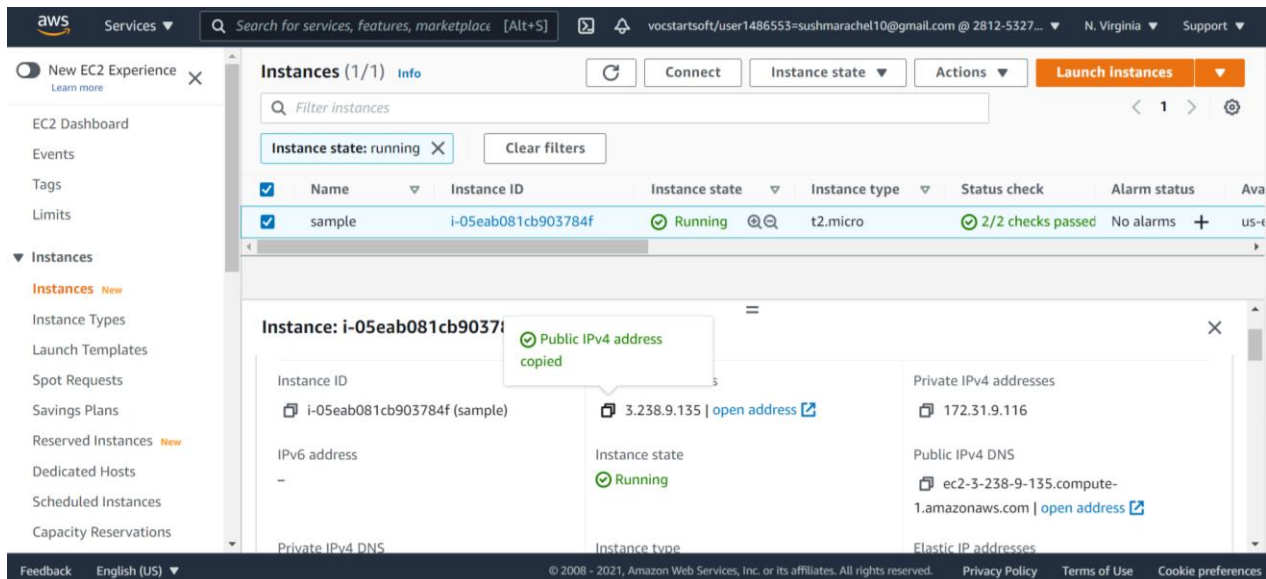 aws Services ▼ Search for services, features, marketplace [Alt+S] vocstartsoft/user1486553=sushmarachel10@gmail.com @ 2812-5327... ▼ N. Virginia ▼ Support ▼
New EC2 Experience
Learn more
EC2 Dashboard
Events
Tags
Limits
▼ Instances
Instances New
Instance Types
Launch Templates
Spot Requests
Savings Plans
Reserved Instances New
Dedicated Hosts
Scheduled Instances
Capacity Reservations
Instances (1/1) Info Connect Instance state ▼ Actions ▼ Launch instances ▼
Filter instances < 1 >
Instance state: running Clear filters
Name Instance ID Instance state Instance type Status check Alarm status Ava
sample i-05eab081cb903784f Running t2.micro 2/2 checks passed No alarms + us-e
Instance: i-05eab081cb90378
Public IPv4 address
copied
Instance ID s Private IPv4 addresses
i-05eab081cb903784f (sample) 3.238.9.135 | open address 172.31.9.116
IPv6 address Instance state Public IPv4 DNS
– Running ec2-3-238-9-135.compute-
1.amazonaws.com | open address
Private IPv4 DNS Instance type Elastic IP addresses
Feedback English (US) ▼ © 2008 - 2021, Amazon Web Services, Inc. or its affiliates. All rights reserved. Privacy Policy Terms of Use Cookie preferences